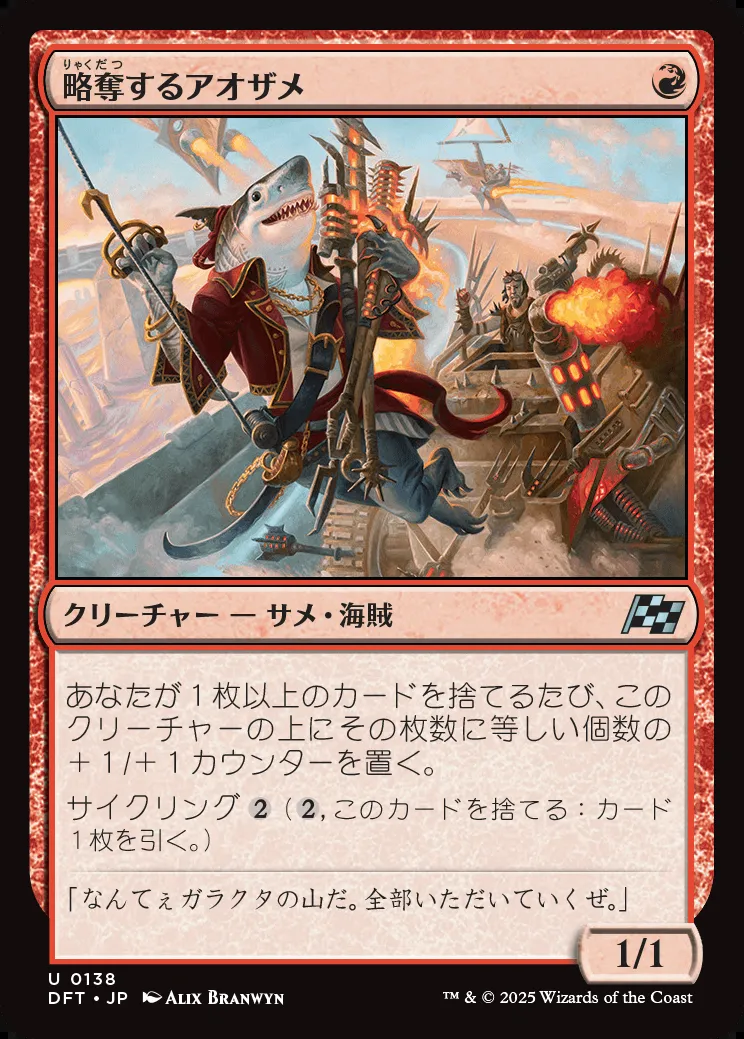 りゃくだつ
略奪するアオザメ
クリーチャー — サメ・海賊
あなたが1枚以上のカードを捨てるたび、この
クリーチャーの上にその枚数に等しい個数の
+1/+1カウンターを置く。
サイクリング 2(2,このカードを捨てる:カード
1枚を引く。)
「なんてぇガラクタの山だ。全部いただいていくぜ。」
1/1
U 0138
DFT • JP Alix Branwyn
™ & © 2025 Wizards of the Coast